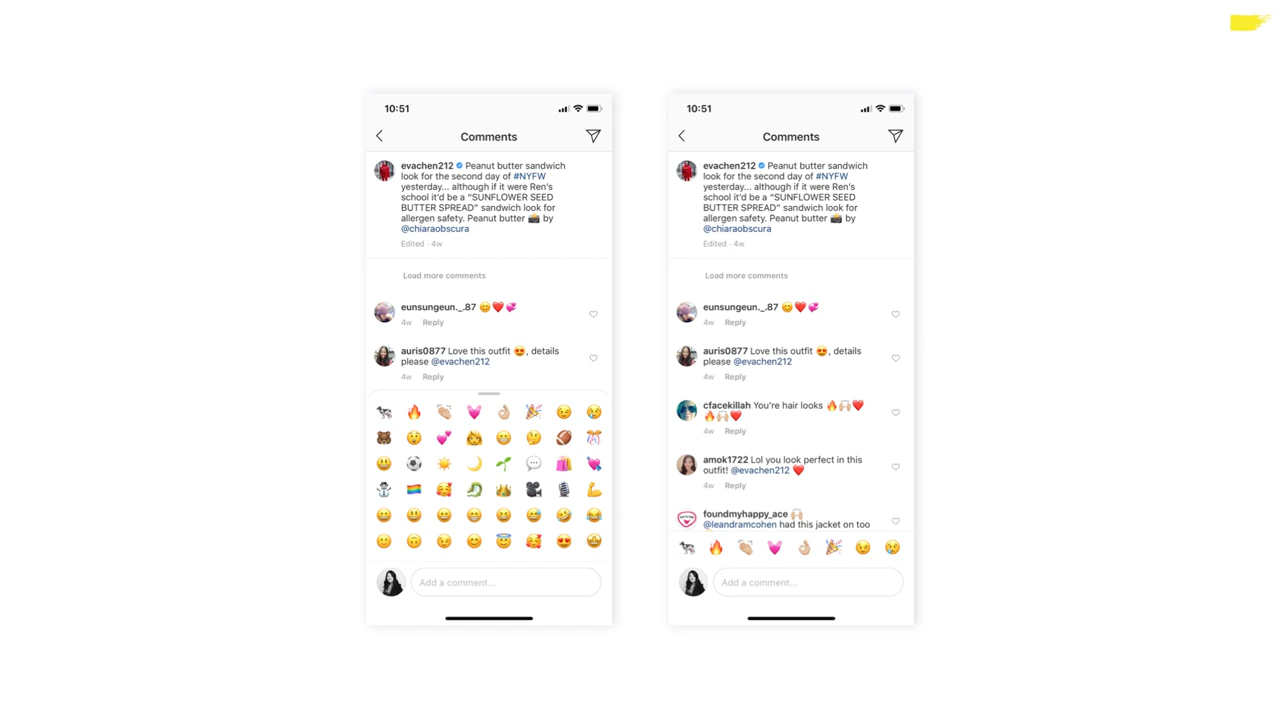 10:51
Comments
evachen212 Peanut butter sandwich
look for the second day of #NYFW
yesterday... although if it were Ren's
school it'd be a “SUNFLOWER SEED
BUTTER SPREAD” sandwich look for
allergen safety. Peanut butter 📸 by
@chiaraobscura
Edited · 4w
Load more comments
eunsungeun._.87 😊❤️💞
4w Reply
auris0877 Love this outfit 😍, details
please @evachen212
4w Reply
Add a comment...
10:51
Comments
evachen212 Peanut butter sandwich
look for the second day of #NYFW
yesterday... although if it were Ren's
school it'd be a “SUNFLOWER SEED
BUTTER SPREAD” sandwich look for
allergen safety. Peanut butter 📸 by
@chiaraobscura
Edited · 4w
Load more comments
eunsungeun._.87 😊❤️💞
4w Reply
auris0877 Love this outfit 😍, details
please @evachen212
4w Reply
cfacekillah You're hair looks 🔥🙌🏼❤️
🔥🙌🏼❤️
4w Reply
amok1722 Lol you look perfect in this
outfit! @evachen212 ❤️
4w Reply
foundmyhappy_ace 🙌🏼
@leandramcohen had this jacket on too
Add a comment...